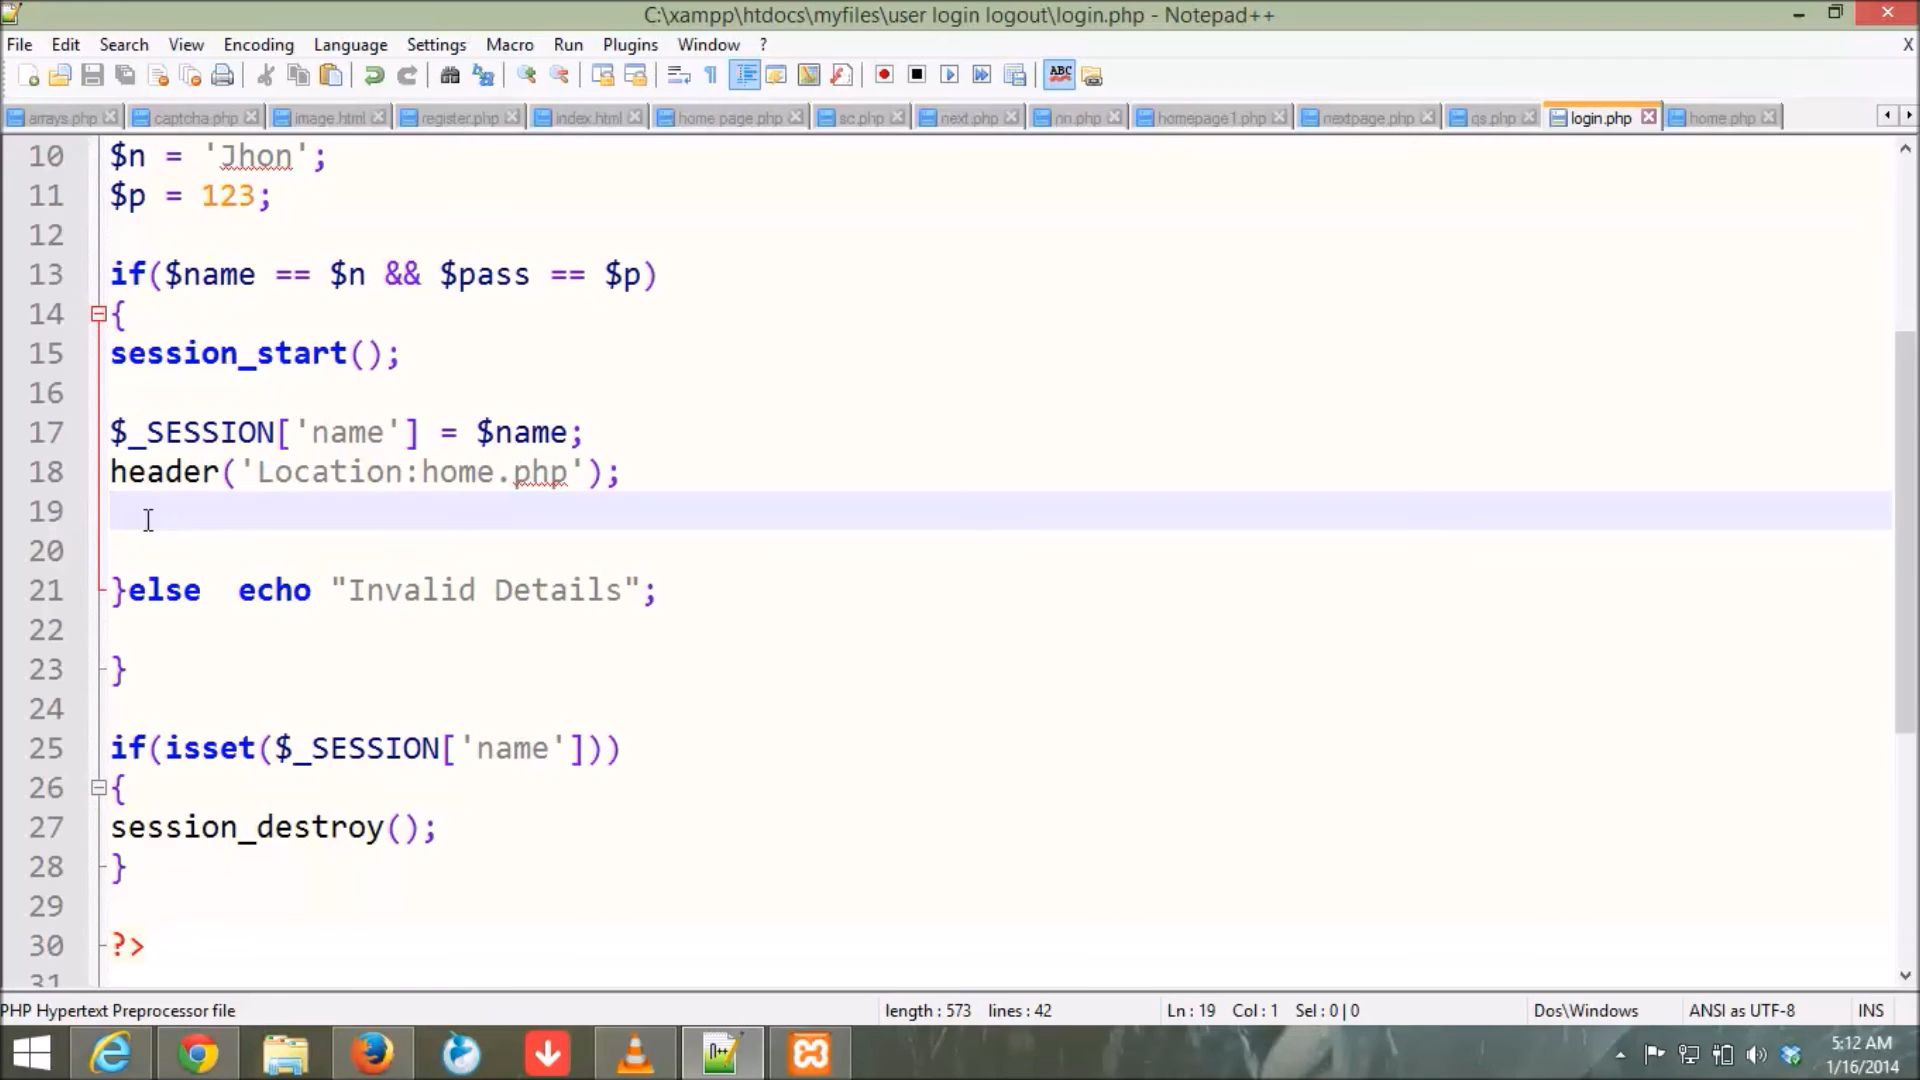 C:\xampp\htdocs\myfiles\user login logout\login.php - Notepad++
File Edit Search View Encoding Language Settings Macro Run Plugins Window ? X
ABC
arrays.php captcha.php image.html register.php index.html home page.php sc.php next.php nn.php homepage1.php nextpage.php qs.php login.php home.php
10 $n = 'Jhon';
11 $p = 123;
12
13 if($name == $n && $pass == $p)
14 {
15 session_start();
16
17 $_SESSION['name'] = $name;
18 header('Location:home.php');
19
20
21 }else  echo "Invalid Details";
22
23 }
24
25 if(isset($_SESSION['name']))
26 {
27 session_destroy();
28 }
29
30 ?>
31
PHP Hypertext Preprocessor file length : 573 lines : 42 Ln : 19 Col : 1 Sel : 0 | 0 Dos\Windows ANSI as UTF-8 INS
5:12 AM
1/16/2014